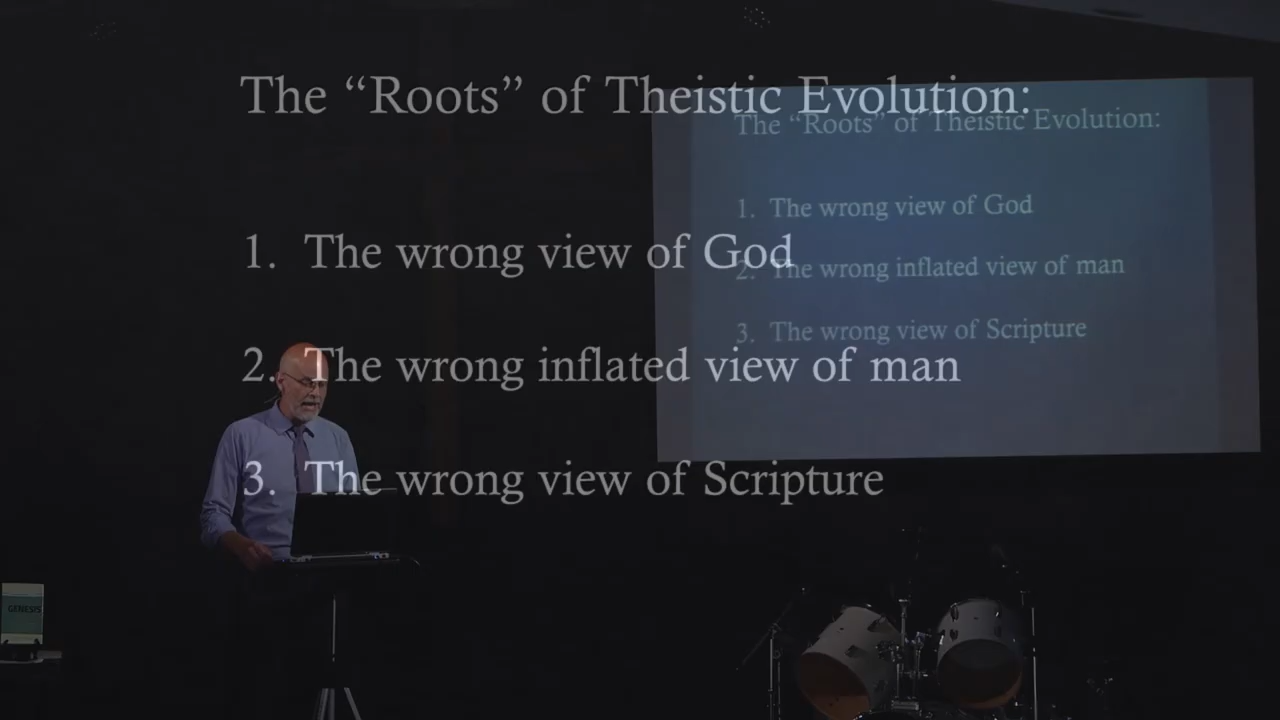 The “Roots” of Theistic Evolution:
1. The wrong view of God
2. The wrong inflated view of man
3. The wrong view of Scripture
The “Roots” of Theistic Evolution:
1. The wrong view of God
2. The wrong inflated view of man
3. The wrong view of Scripture
GENESIS